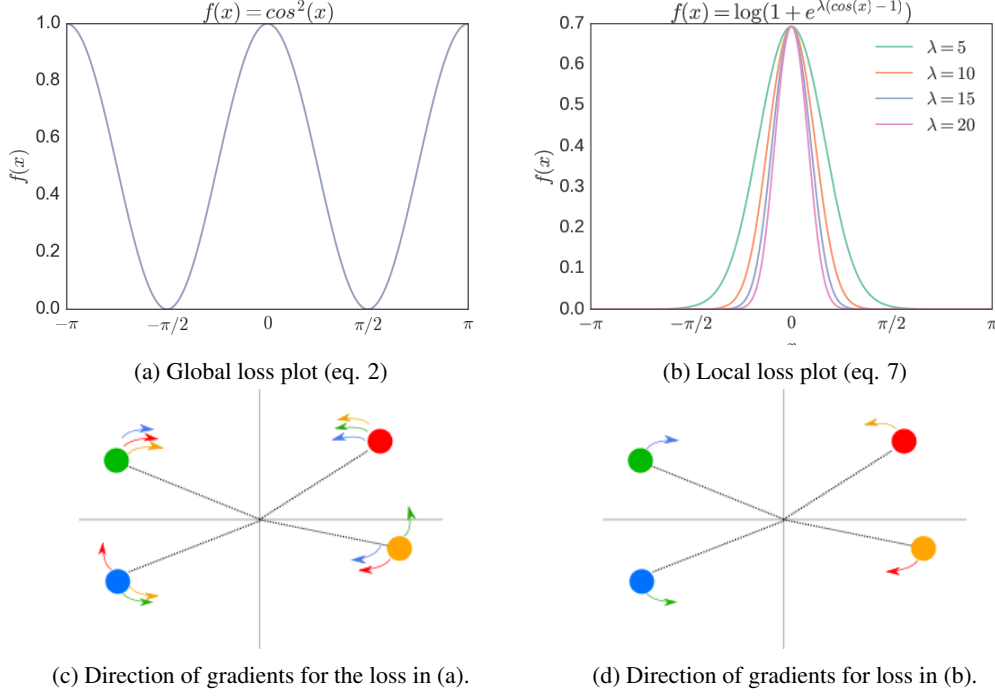 f(x) = cos²(x)
1.0
0.8
0.6
0.4
0.2
0.0
f(x)
−π
−π/2
0
π/2
π
(a) Global loss plot (eq. 2)
f(x) = log(1 + e^{λ(cos(x)−1)})
0.7
0.6
0.5
0.4
0.3
0.2
0.1
0.0
f(x)
λ = 5
λ = 10
λ = 15
λ = 20
−π
−π/2
0
π/2
π
(b) Local loss plot (eq. 7)
(c) Direction of gradients for the loss in (a).
(d) Direction of gradients for loss in (b).